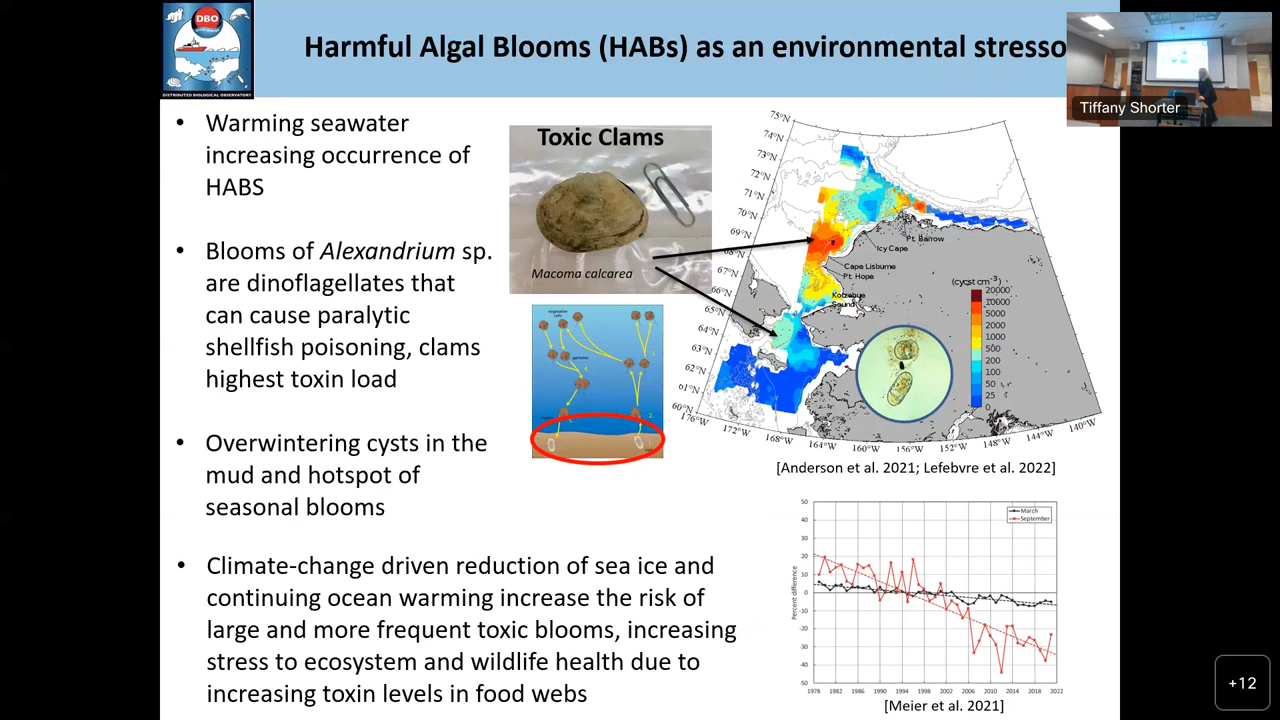 DBO
DISTRIBUTED BIOLOGICAL OBSERVATORY
Harmful Algal Blooms (HABs) as an environmental stresso
Tiffany Shorter
• Warming seawater
increasing occurrence of
HABS
• Blooms of Alexandrium sp.
are dinoflagellates that
can cause paralytic
shellfish poisoning, clams
highest toxin load
• Overwintering cysts in the
mud and hotspot of
seasonal blooms
• Climate-change driven reduction of sea ice and
continuing ocean warming increase the risk of
large and more frequent toxic blooms, increasing
stress to ecosystem and wildlife health due to
increasing toxin levels in food webs
Toxic Clams
Macoma calcarea
75°N
74°N
73°N
72°N
71°N
70°N
69°N
68°N
67°N
66°N
65°N
64°N
63°N
62°N
61°N
60°N
176°W
172°W
168°W
164°W
160°W
156°W
152°W
148°W
144°W
140°W
Pt. Barrow
Icy Cape
Cape Lisburne
Pt. Hope
Kotzebue
Sound
(cysst cm⁻³)
20000
10000
5000
2000
1000
500
200
100
50
25
0
[Anderson et al. 2021; Lefebvre et al. 2022]
March
September
Percent difference
50
40
30
20
10
0
-10
-20
-30
-40
-50
1978 1982 1986 1990 1994 1998 2002 2006 2010 2014 2018 2022
[Meier et al. 2021]
+12